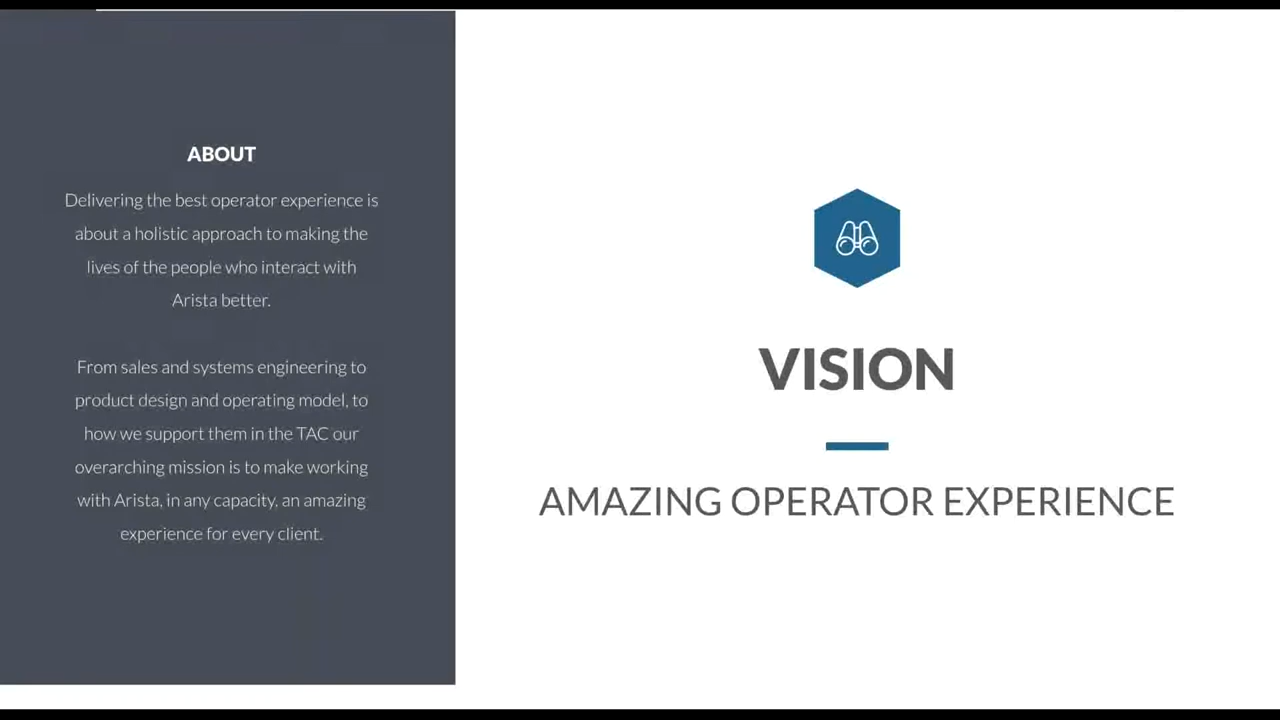 ABOUT
Delivering the best operator experience is
about a holistic approach to making the
lives of the people who interact with
Arista better.
From sales and systems engineering to
product design and operating model, to
how we support them in the TAC our
overarching mission is to make working
with Arista, in any capacity, an amazing
experience for every client.
VISION
AMAZING OPERATOR EXPERIENCE